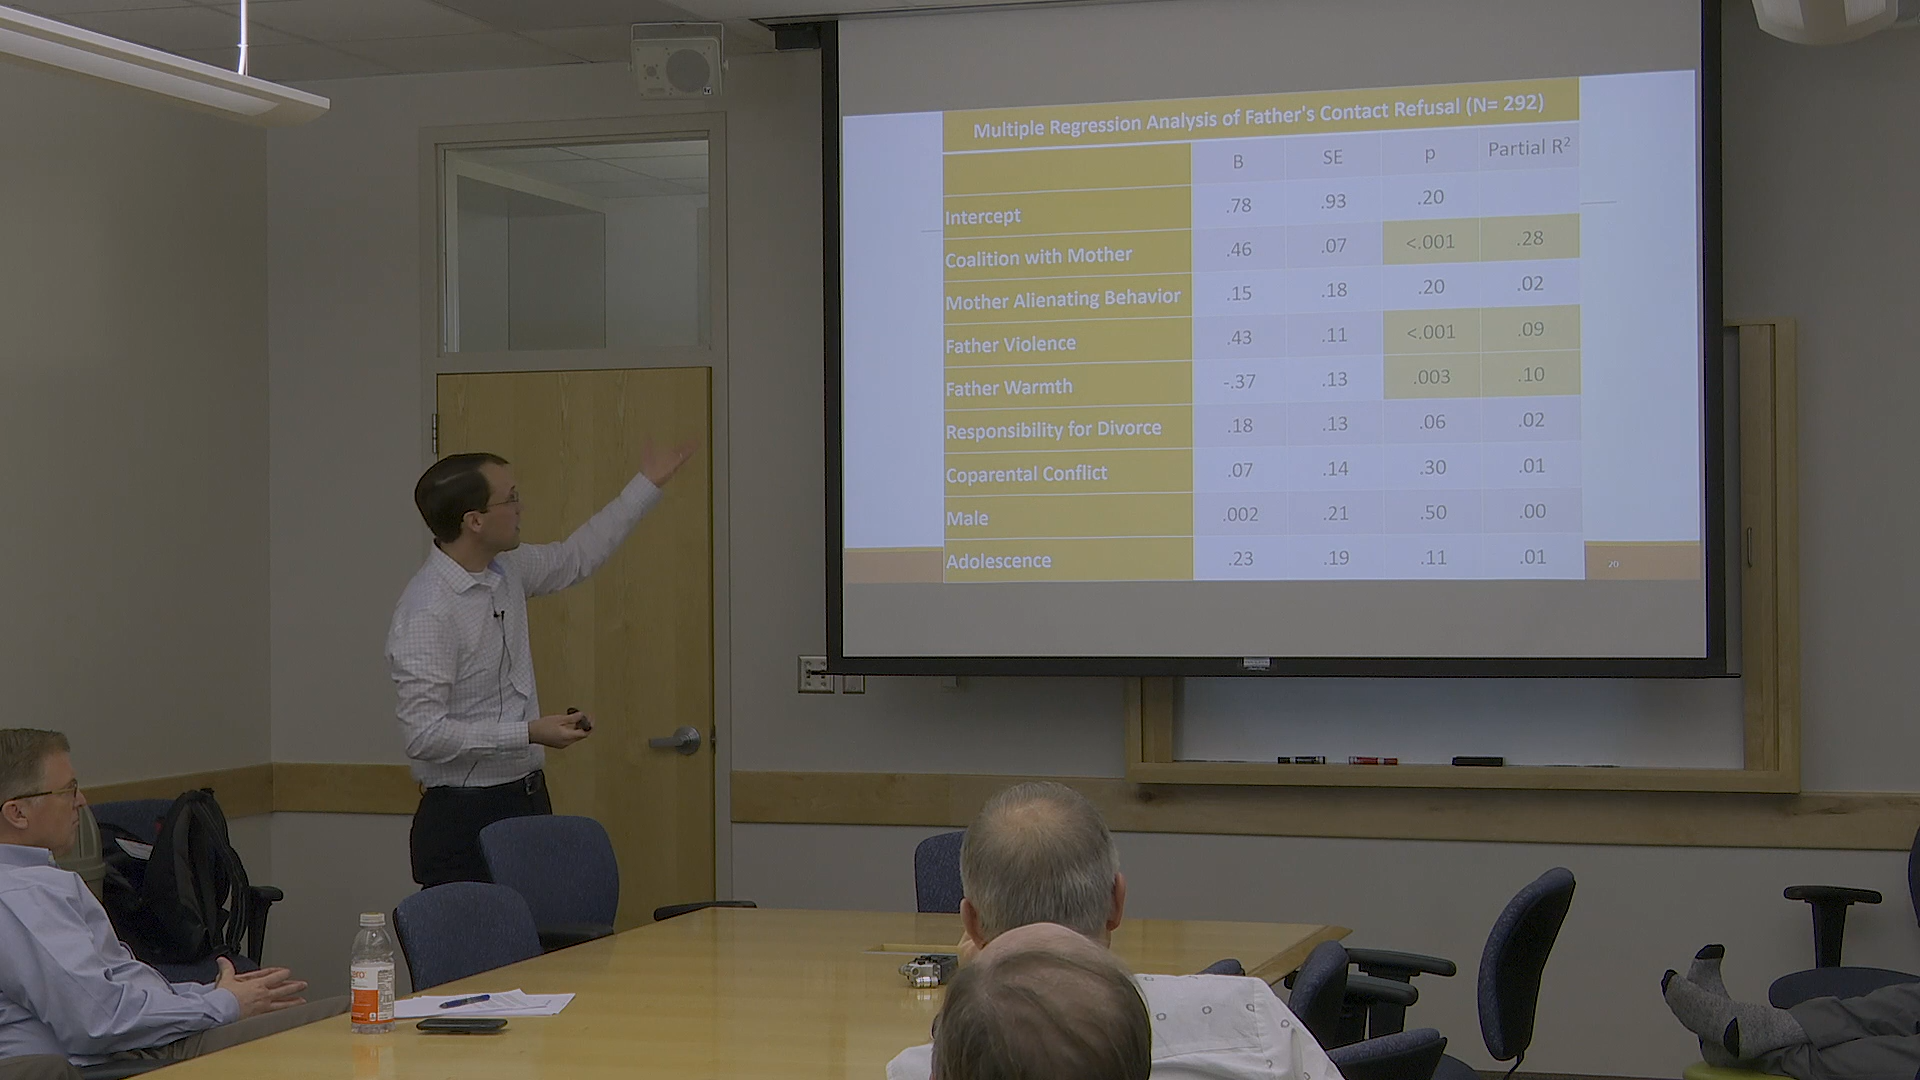 Multiple Regression Analysis of Father's Contact Refusal (N= 292)
B SE p Partial R²
Intercept .78 .93 .20
Coalition with Mother .46 .07 <.001 .28
Mother Alienating Behavior .15 .18 .20 .02
Father Violence .43 .11 <.001 .09
Father Warmth -.37 .13 .003 .10
Responsibility for Divorce .18 .13 .06 .02
Coparental Conflict .07 .14 .30 .01
Male .002 .21 .50 .00
Adolescence .23 .19 .11 .01
20